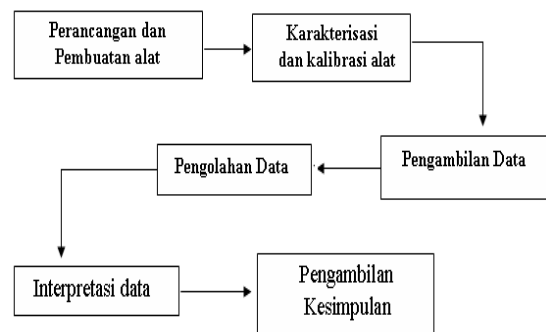 Perancangan dan
Pembuatan alat
Karakterisasi
dan kalibrasi alat
Pengambilan Data
Pengolahan Data
Interpretasi data
Pengambilan
Kesimpulan